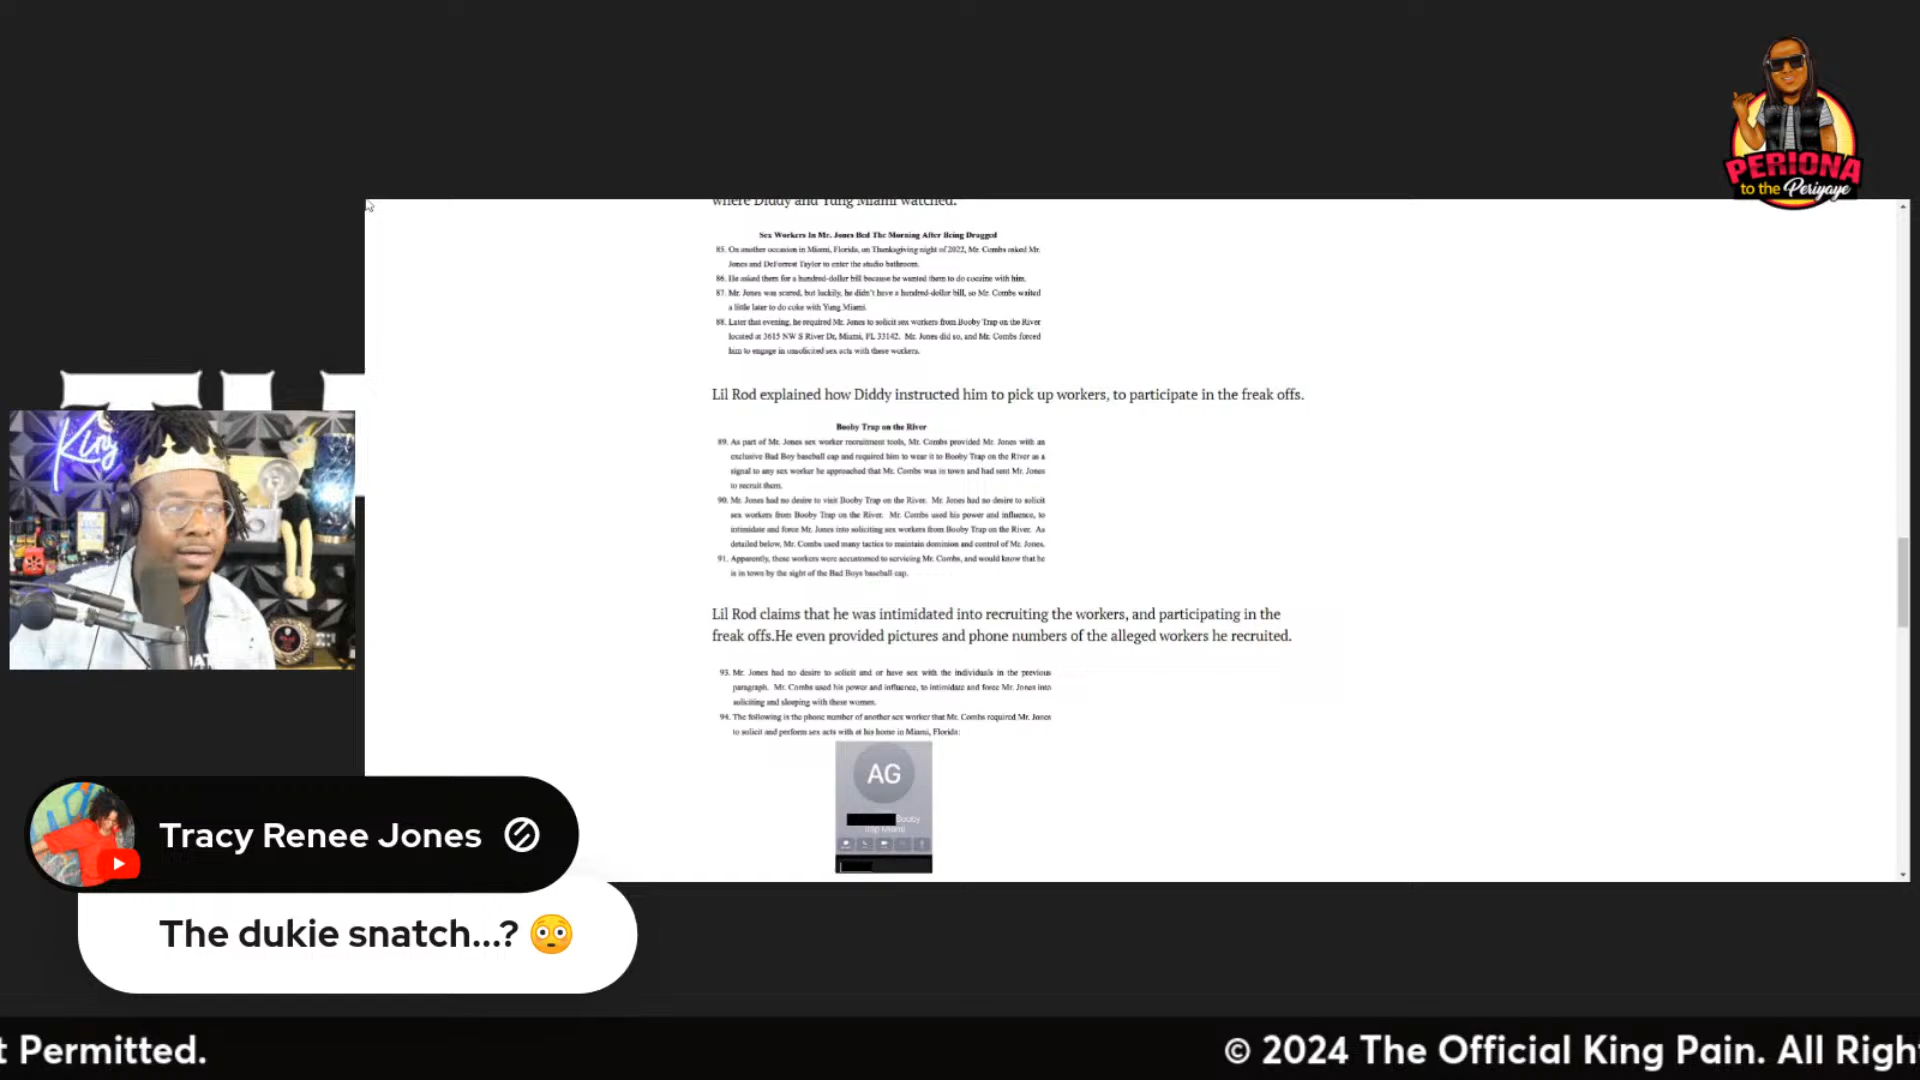 PERIONA
to the Periyaye
where Diddy and Yung Miami watched.
Sex Workers In Mr. Jones Bed The Morning After Being Drugged
85. On another occasion in Miami, Florida, on Thanksgiving night of 2022, Mr. Combs asked Mr.
Jones and DeForrest Taylor to enter the studio bathroom.
86. He asked them for a hundred-dollar bill because he wanted them to do cocaine with him.
87. Mr. Jones was scared, but luckily, he didn't have a hundred-dollar bill, so Mr. Combs waited
a little later to do coke with Yung Miami.
88. Later that evening, he required Mr. Jones to solicit sex workers from Booby Trap on the River
located at 3615 NW S River Dr, Miami, FL 33142. Mr. Jones did so, and Mr. Combs forced
him to engage in unsolicited sex acts with these workers.
Lil Rod explained how Diddy instructed him to pick up workers, to participate in the freak offs.
Booby Trap on the River
89. As part of Mr. Jones sex worker recruitment tools, Mr. Combs provided Mr. Jones with an
exclusive Bad Boy baseball cap and required him to wear it to Booby Trap on the River as a
signal to any sex worker he approached that Mr. Combs was in town and had sent Mr. Jones
to recruit them.
90. Mr. Jones had no desire to visit Booby Trap on the River. Mr. Jones had no desire to solicit
sex workers from Booby Trap on the River. Mr. Combs used his power and influence, to
intimidate and force Mr. Jones into soliciting sex workers from Booby Trap on the River. As
detailed below, Mr. Combs used many tactics to maintain dominion and control of Mr. Jones.
91. Apparently, these workers were accustomed to servicing Mr. Combs, and would know that he
is in town by the sight of the Bad Boys baseball cap.
Lil Rod claims that he was intimidated into recruiting the workers, and participating in the
freak offs.He even provided pictures and phone numbers of the alleged workers he recruited.
93. Mr. Jones had no desire to solicit and or have sex with the individuals in the previous
paragraph. Mr. Combs used his power and influence, to intimidate and force Mr. Jones into
soliciting and sleeping with these women.
94. The following is the phone number of another sex worker that Mr. Combs required Mr. Jones
to solicit and perform sex acts with at his home in Miami, Florida:
AG
Booby
Trap Miami
King
Tracy Renee Jones
The dukie snatch...? 😳
t Permitted.
© 2024 The Official King Pain. All Righ